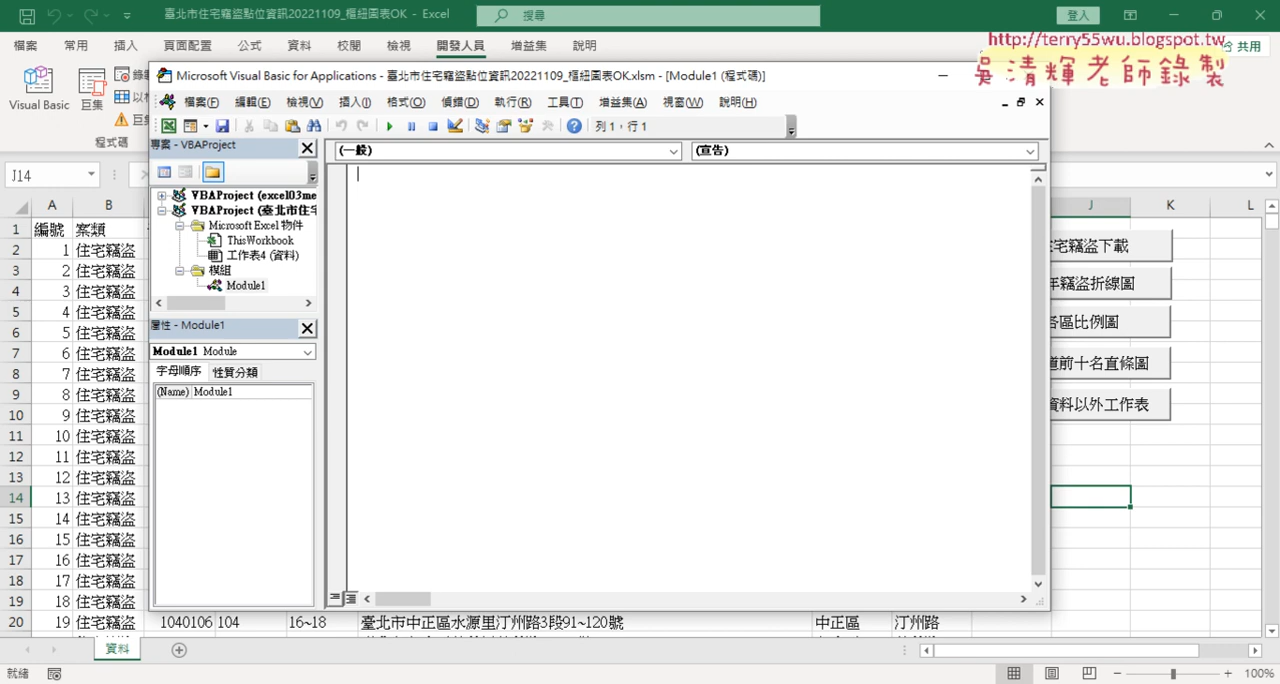 臺北市住宅竊盜點位資訊20221109_樞紐圖表OK - Excel
搜尋
登入
檔案 常用 插入 頁面配置 公式 資料 校閱 檢視 開發人員 增益集 說明
共用
http://terry55wu.blogspot.tw
吳清輝老師錄製
Visual Basic
巨集
錄製
以相
巨集
程式碼
Microsoft Visual Basic for Applications - 臺北市住宅竊盜點位資訊20221109_樞紐圖表OK.xlsm - [Module1 (程式碼)]
檔案(F) 編輯(E) 檢視(V) 插入(I) 格式(O) 偵錯(D) 執行(R) 工具(T) 增益集(A) 視窗(W) 說明(H)
列 1，行 1
專案 - VBAProject
(一般)
(宣告)
VBAProject (excel03me
VBAProject (臺北市住宅
Microsoft Excel 物件
ThisWorkbook
工作表4 (資料)
模組
Module1
屬性 - Module1
Module1 Module
字母順序 性質分類
(Name) Module1
J14
A B J K L
1 編號 案類
2 1 住宅竊盜
3 2 住宅竊盜
4 3 住宅竊盜
5 4 住宅竊盜
6 5 住宅竊盜
7 6 住宅竊盜
8 7 住宅竊盜
9 8 住宅竊盜
10 9 住宅竊盜
11 10 住宅竊盜
12 11 住宅竊盜
13 12 住宅竊盜
14 13 住宅竊盜
15 14 住宅竊盜
16 15 住宅竊盜
17 16 住宅竊盜
18 17 住宅竊盜
19 18 住宅竊盜
20 19 住宅竊盜 1040106 104 16~18 臺北市中正區水源里汀州路3段91~120號 中正區 汀州路
宅竊盜下載
年竊盜折線圖
各區比例圖
道前十名直條圖
資料以外工作表
資料
就緒
100%